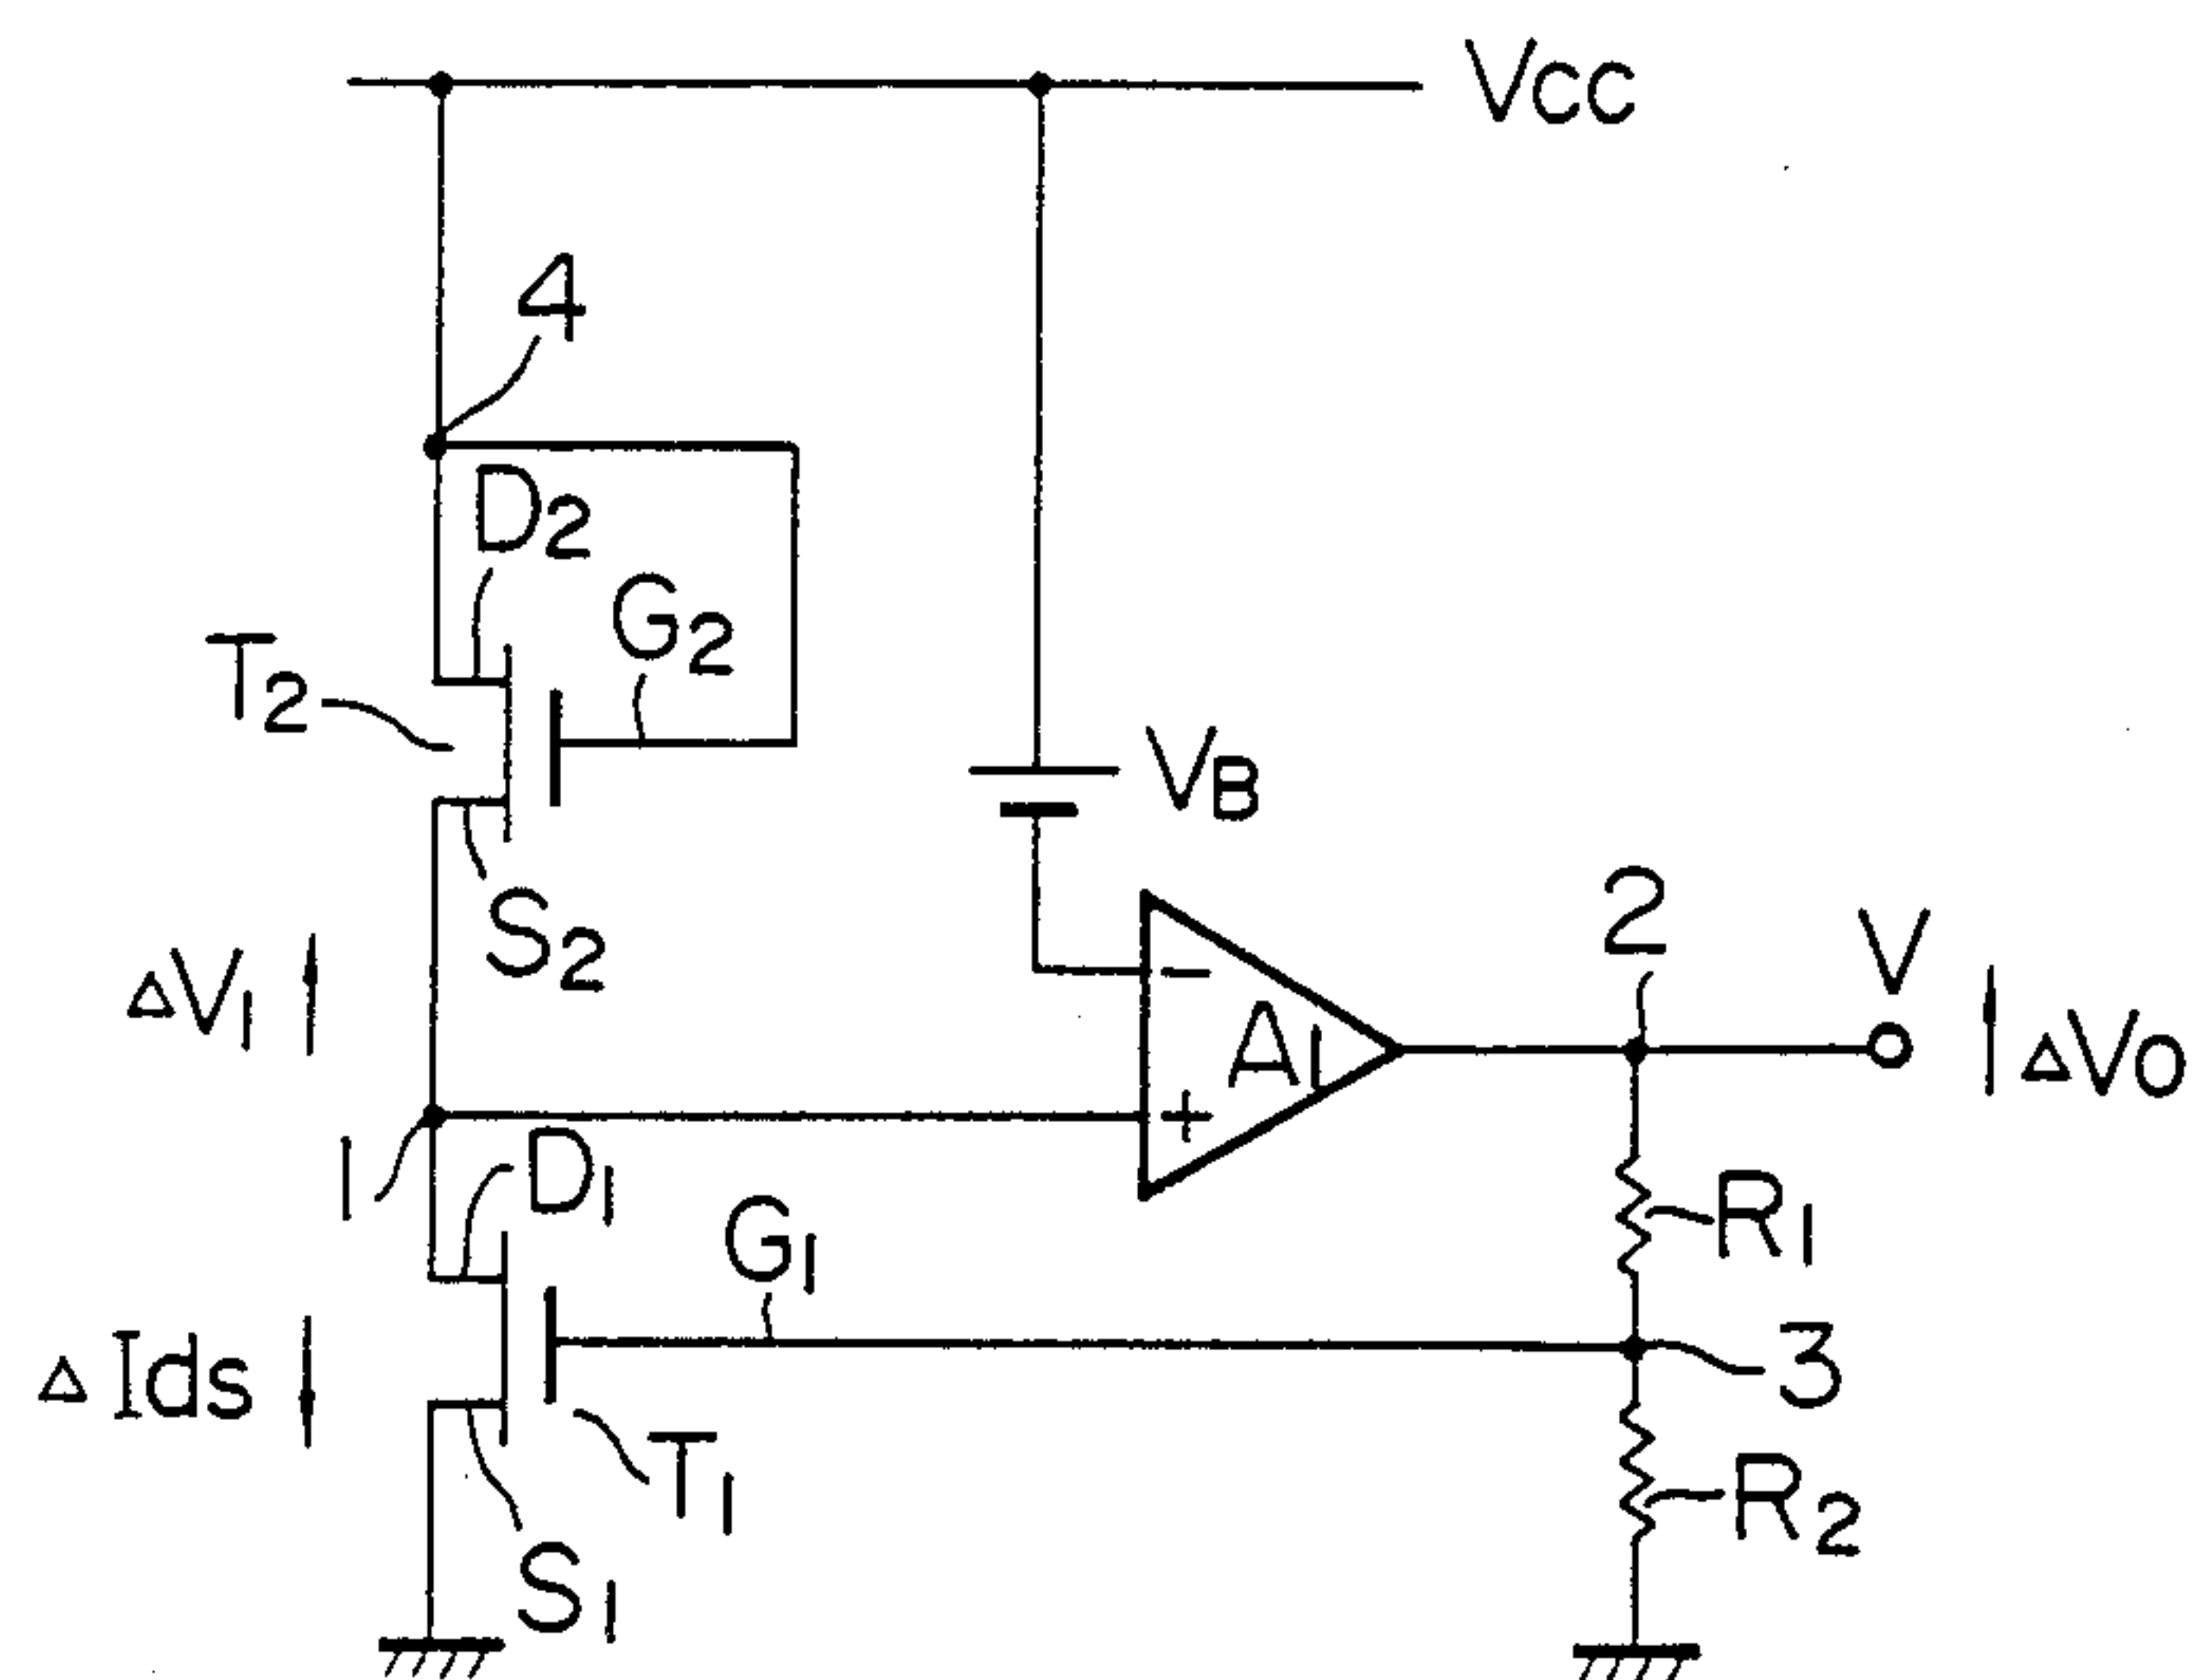 Vcc
4
D2
G2
T2
VB
S2
2
V
ΔV1
ΔVo
−
A1
+
1
D1
R1
G1
3
ΔIds
T1
R2
S1